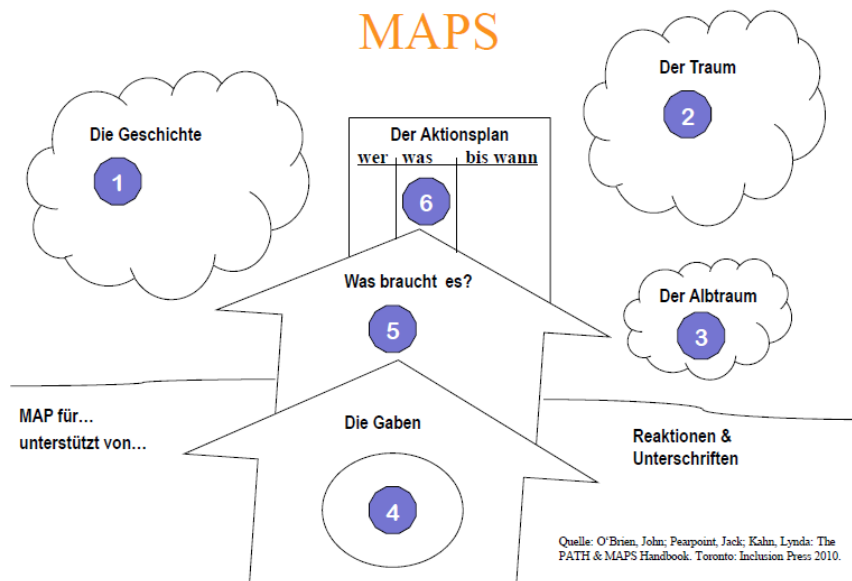 MAPS
Die Geschichte
1
Der Traum
2
Der Aktionsplan
wer was bis wann
6
Was braucht es?
5
Der Albtraum
3
MAP für…
unterstützt von…
Die Gaben
4
Reaktionen &
Unterschriften
Quelle: O‘Brien, John; Pearpoint, Jack; Kahn, Lynda: The
PATH & MAPS Handbook. Toronto: Inclusion Press 2010.